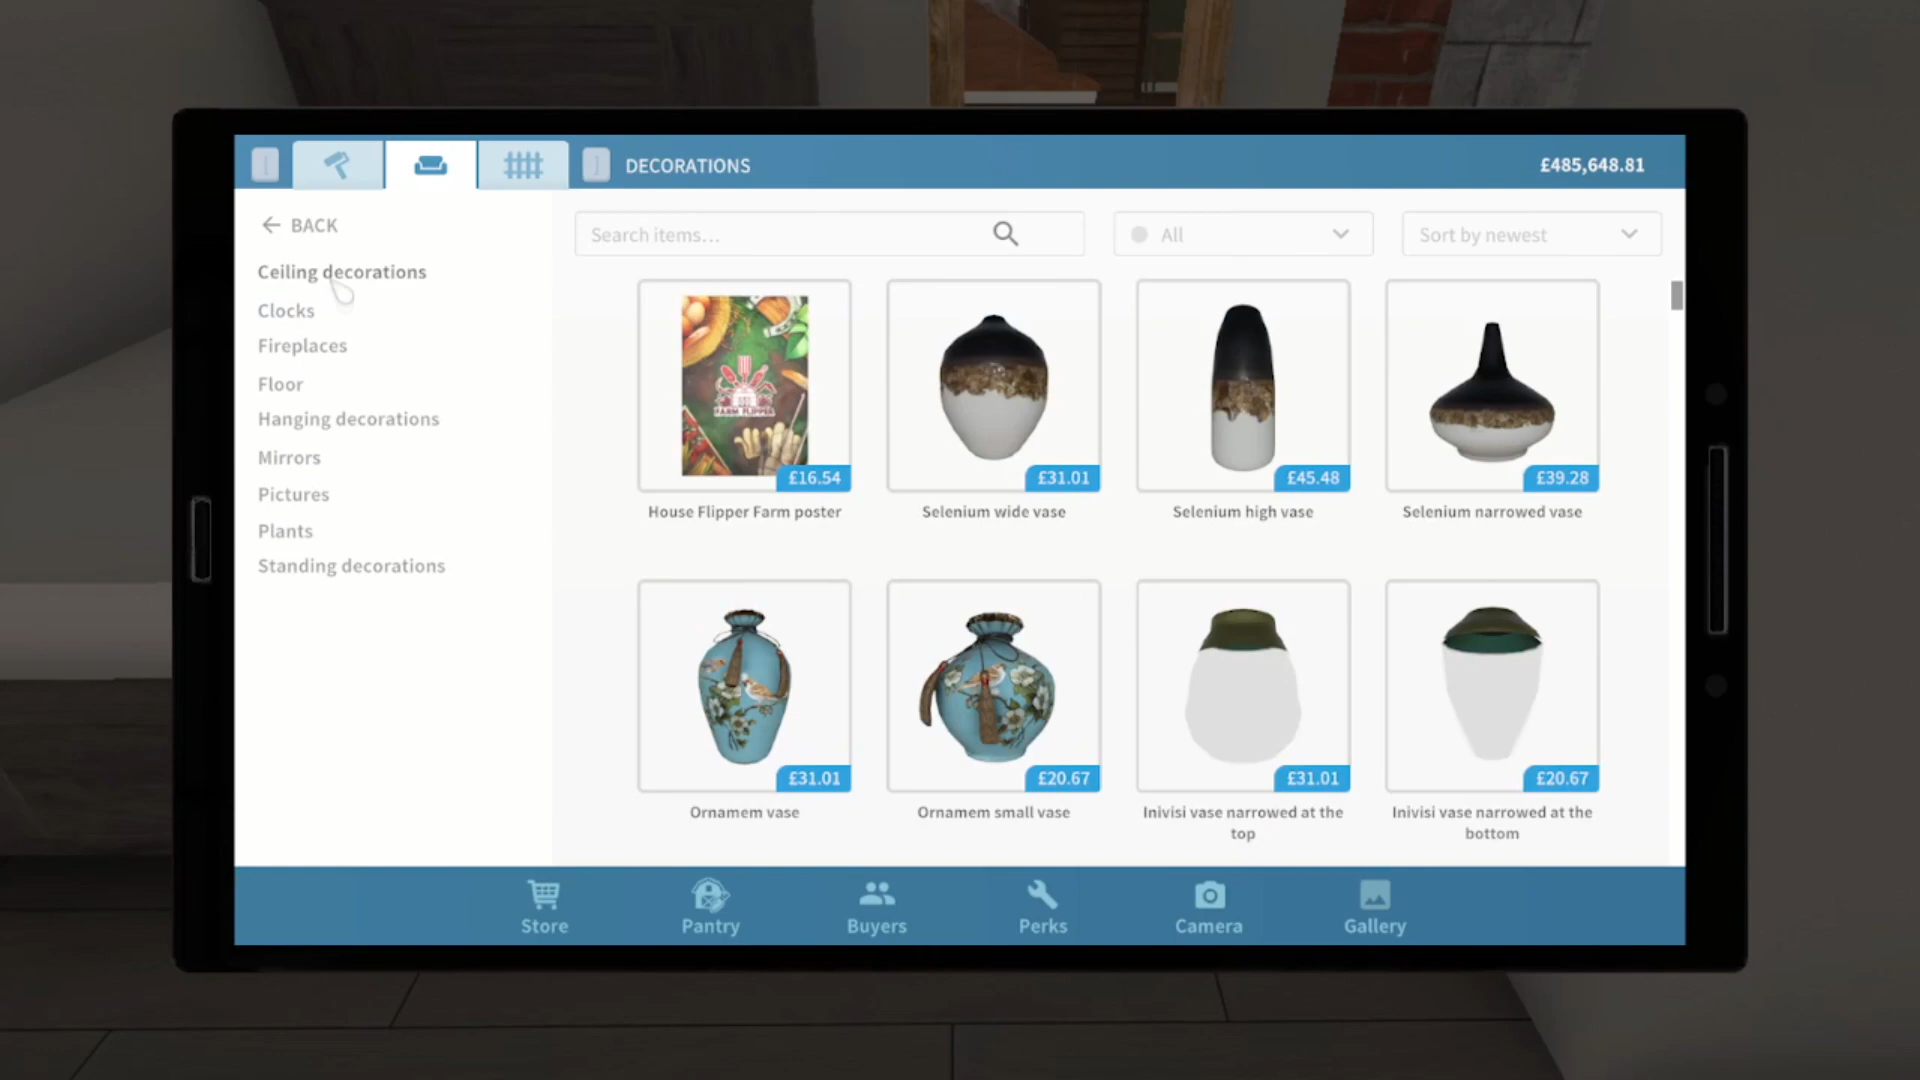 DECORATIONS
£485,648.81
BACK
Search items...
All
Sort by newest
Ceiling decorations
Clocks
Fireplaces
Floor
Hanging decorations
Mirrors
Pictures
Plants
Standing decorations
FARM FLIPPER
£16.54
£31.01
£45.48
£39.28
House Flipper Farm poster
Selenium wide vase
Selenium high vase
Selenium narrowed vase
£31.01
£20.67
£31.01
£20.67
Ornamem vase
Ornamem small vase
Inivisi vase narrowed at the
top
Inivisi vase narrowed at the
bottom
Store
Pantry
Buyers
Perks
Camera
Gallery